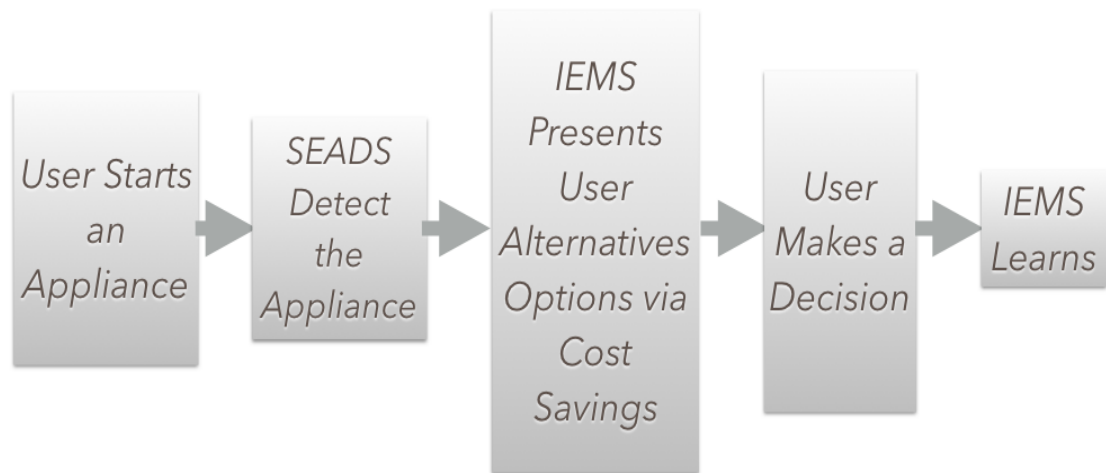 User Starts
an
Appliance
SEADS
Detect
the
Appliance
IEMS
Presents
User
Alternatives
Options via
Cost
Savings
User
Makes a
Decision
IEMS
Learns